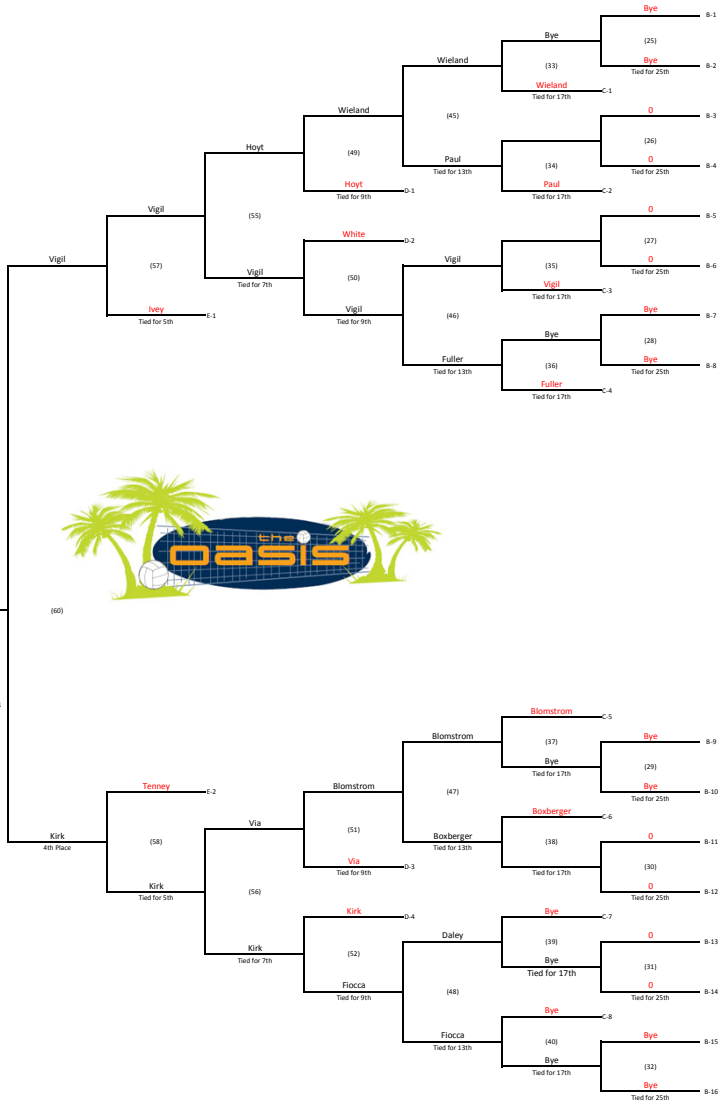 Bye B-1
Bye (25)
Wieland (33) Bye B-2
Tied for 25th
Wieland C-1
Tied for 17th
Wieland (45) 0 B-3
(26)
Hoyt (49) Paul (34) 0 B-4
Tied for 13th Tied for 25th
Hoyt D-1 Paul C-2
Tied for 9th Tied for 17th
Vigil (55) 0 B-5
White D-2 (27)
Vigil (57) Vigil (50) Vigil (35) 0 B-6
Tied for 7th Tied for 25th
Vigil C-3
Tied for 17th
Ivey E-1 Vigil (46) Bye B-7
Tied for 5th Tied for 9th
Bye (28)
Fuller (36) Bye B-8
Tied for 13th Tied for 25th
Fuller C-4
Tied for 17th
the
oasis
(60)
Blomstrom C-5
Blomstrom (37) Bye B-9
Bye (29)
Tied for 17th
Tenney E-2 Blomstrom (47) Bye B-10
Tied for 25th
Boxberger C-6
Via (51)
Kirk (58) Boxberger (38) 0 B-11
4th Place Tied for 13th
Via D-3 (30)
Tied for 9th Tied for 17th
Kirk (56) 0 B-12
Tied for 5th Tied for 25th
Kirk D-4 Bye C-7
Daley (39) 0 B-13
Kirk (52) Bye (31)
Tied for 7th Tied for 17th
Fiocca (48) 0 B-14
Tied for 9th Tied for 25th
Bye C-8
Fiocca (40) Bye B-15
Tied for 13th
Bye (32)
Tied for 17th
Bye B-16
Tied for 25th